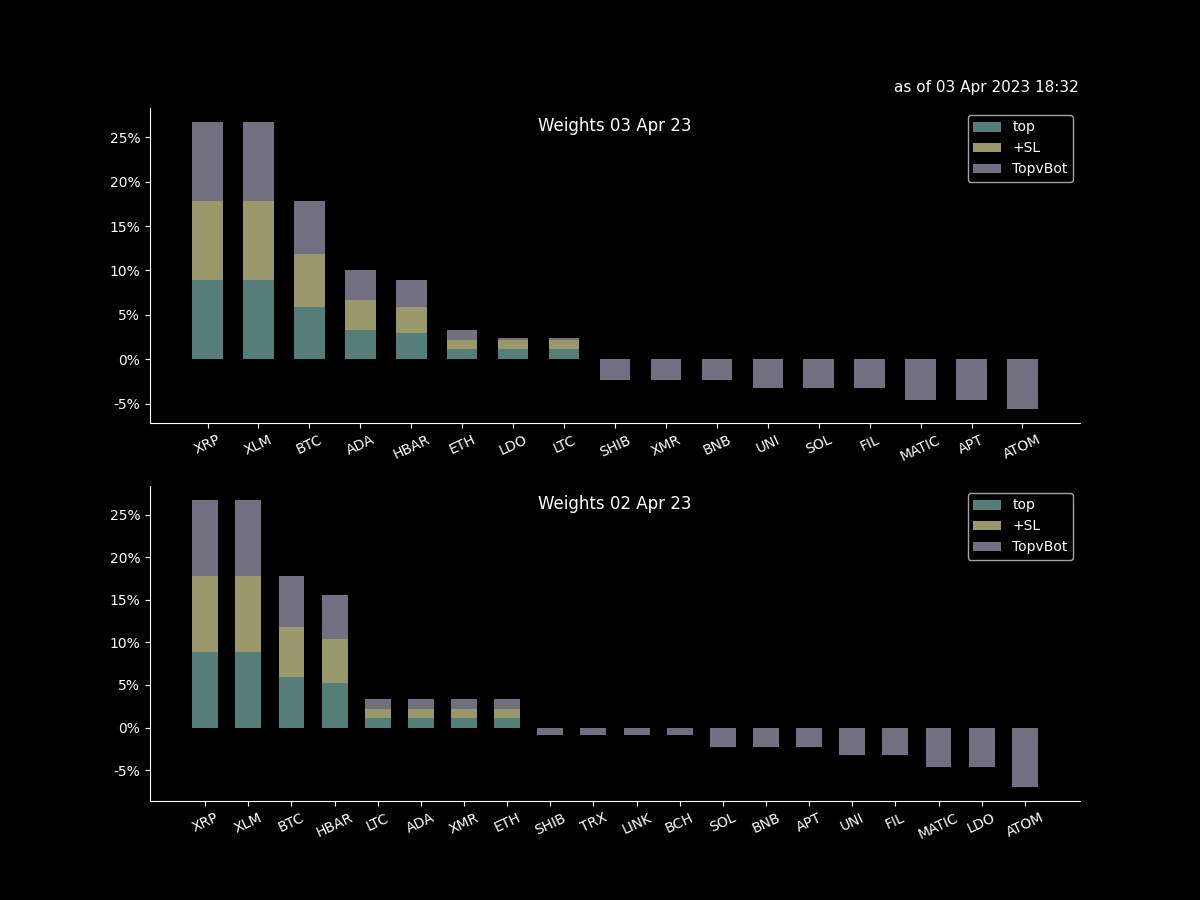 as of 03 Apr 2023 18:32
Weights 03 Apr 23
top
+SL
TopvBot
25%
20%
15%
10%
5%
0%
-5%
XRP XLM BTC ADA HBAR ETH LDO LTC SHIB XMR BNB UNI SOL FIL MATIC APT ATOM
Weights 02 Apr 23
top
+SL
TopvBot
25%
20%
15%
10%
5%
0%
-5%
XRP XLM BTC HBAR LTC ADA XMR ETH SHIB TRX LINK BCH SOL BNB APT UNI FIL MATIC LDO ATOM